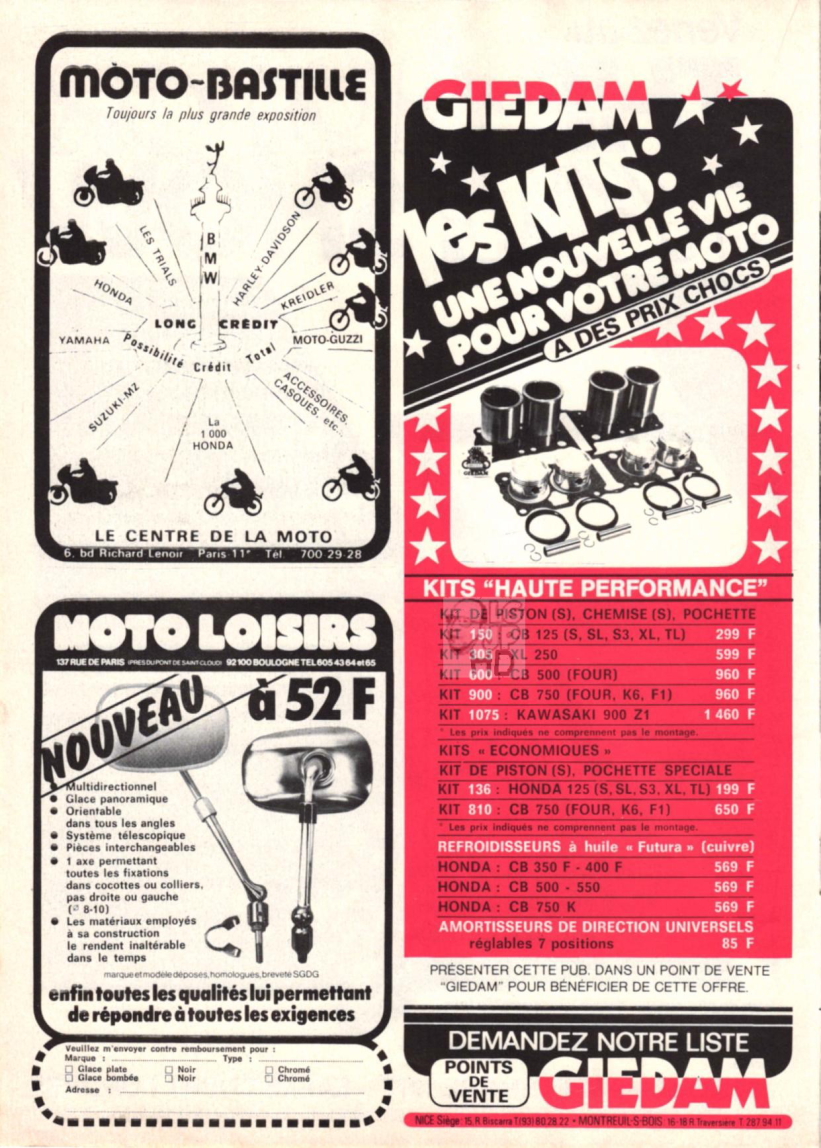 MOTO-BASTILLE
Toujours la plus grande exposition
LES TRIALS
BMW
HARLEY-DAVIDSON
HONDA
KREIDLER
LONG CRÉDIT
YAMAHA
MOTO-GUZZI
Possibilité Crédit Total
SUZUKI-MZ
ACCESSOIRES,
CASQUES, etc.
La
1 000
HONDA
LE CENTRE DE LA MOTO
6, bd Richard Lenoir Paris 11e Tél. 700 29-28
MOTO LOISIRS
137 RUE DE PARIS (PRES DU PONT DE SAINT CLOUD) 92100 BOULOGNE TEL 605 43 64 et 65
NOUVEAU
à 52 F
Multidirectionnel
Glace panoramique
Orientable
dans tous les angles
Système télescopique
Pièces interchangeables
1 axe permettant
toutes les fixations
dans cocottes ou colliers,
pas droite ou gauche
(∅ 8-10)
Les matériaux employés
à sa construction
le rendent inaltérable
dans le temps
marque et modèle déposés, homologués, breveté SGDG
enfin toutes les qualités lui permettant
de répondre à toutes les exigences
Veuillez m'envoyer contre remboursement pour :
Marque : Type :
Glace plate Noir Chromé
Glace bombée Noir Chromé
Adresse :
GIEDAM
les KITS:
UNE NOUVELLE VIE
POUR VOTRE MOTO
A DES PRIX CHOCS
GIEDAM
KITS "HAUTE PERFORMANCE"
KIT DE PISTON (S), CHEMISE (S), POCHETTE
KIT 150 : CB 125 (S, SL, S3, XL, TL) 299 F
KIT 305 : XL 250 599 F
KIT 600 : CB 500 (FOUR) 960 F
KIT 900 : CB 750 (FOUR, K6, F1) 960 F
KIT 1075 : KAWASAKI 900 Z1 1 460 F
* Les prix indiqués ne comprennent pas le montage.
KITS « ECONOMIQUES »
KIT DE PISTON (S), POCHETTE SPECIALE
KIT 136 : HONDA 125 (S, SL, S3, XL, TL) 199 F
KIT 810 : CB 750 (FOUR, K6, F1) 650 F
* Les prix indiqués ne comprennent pas le montage.
REFROIDISSEURS à huile « Futura » (cuivre)
HONDA : CB 350 F - 400 F 569 F
HONDA : CB 500 - 550 569 F
HONDA : CB 750 K 569 F
AMORTISSEURS DE DIRECTION UNIVERSELS
réglables 7 positions 85 F
PRÉSENTER CETTE PUB. DANS UN POINT DE VENTE
"GIEDAM" POUR BÉNÉFICIER DE CETTE OFFRE.
DEMANDEZ NOTRE LISTE
POINTS
DE
VENTE
GIEDAM
NICE Siège: 15, R. Biscarra T (93) 80.28.22 • MONTREUIL-S-BOIS: 16-18 R. Traversière T. 287.94.11